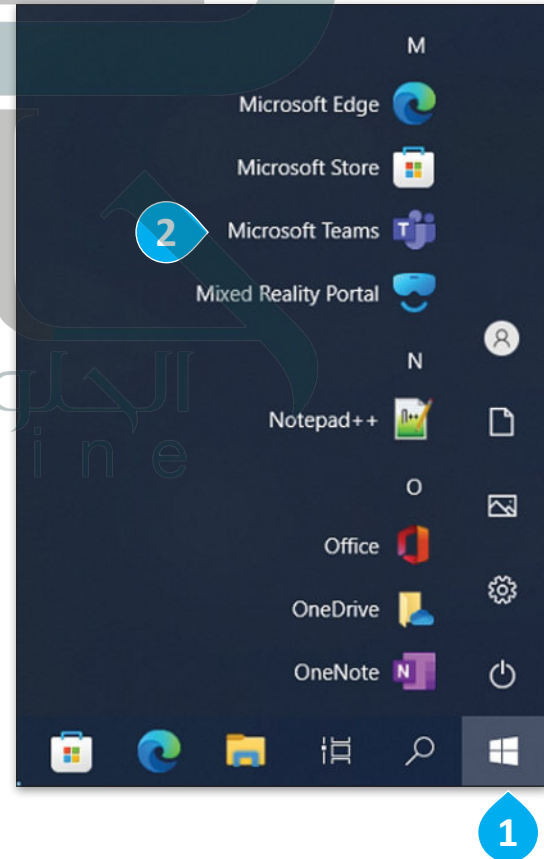 M
Microsoft Edge
Microsoft Store
2
Microsoft Teams
Mixed Reality Portal
N
Notepad++
O
Office
OneDrive
OneNote
1